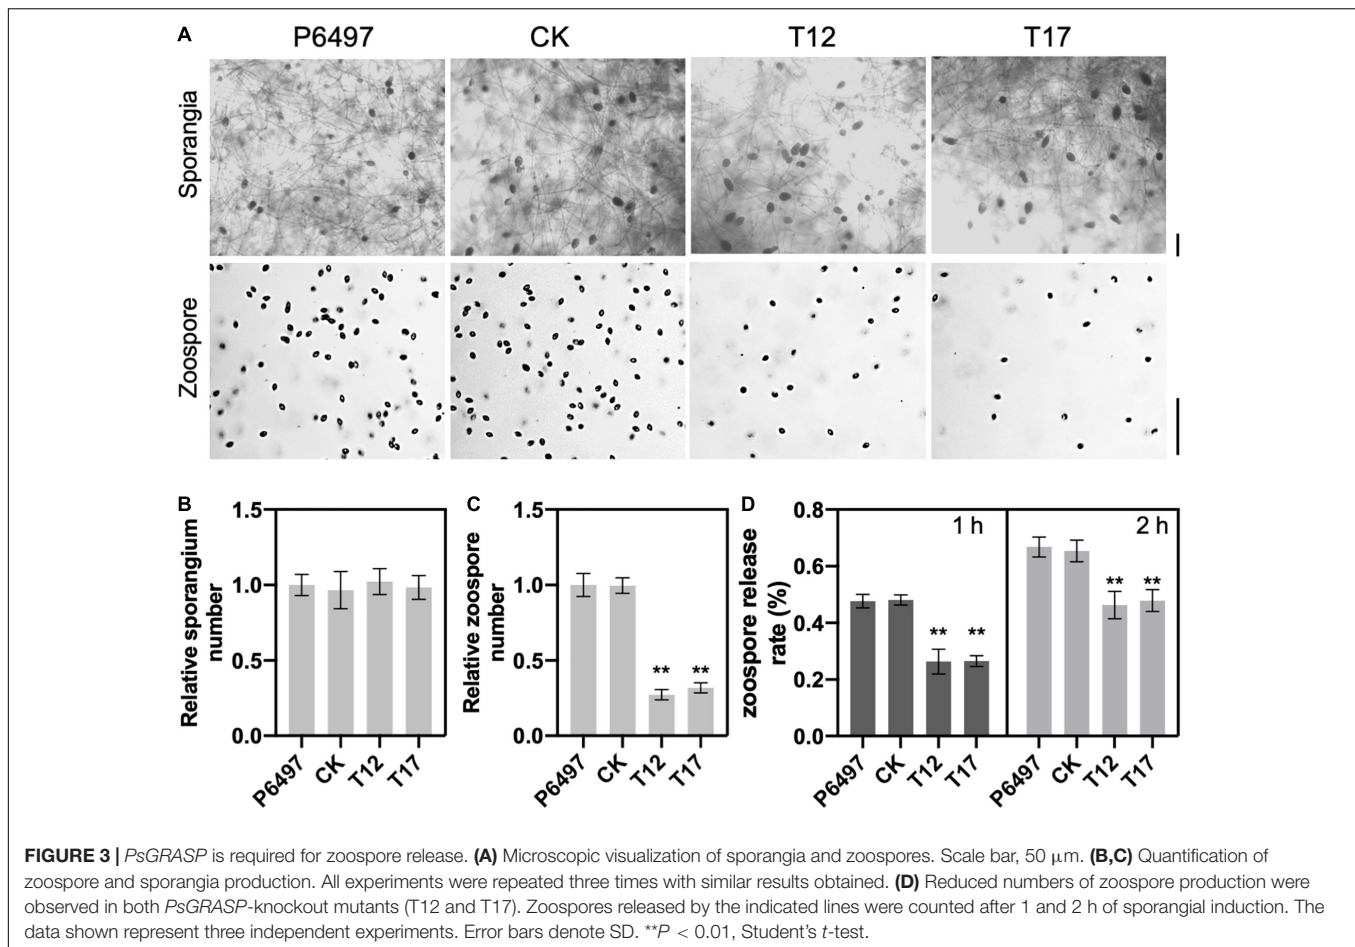 A
P6497 CK T12 T17
Sporangia
Zoospore
B
Relative sporangium
number
1.5
1.0
0.5
0.0
P6497 CK T12 T17
C
Relative zoospore
number
1.5
1.0
0.5
0.0
** **
P6497 CK T12 T17
D
zoospore release
rate (%)
0.8
0.6
0.4
0.2
0.0
1 h
** **
P6497 CK T12 T17
2 h
** **
P6497 CK T12 T17
FIGURE 3 | PsGRASP is required for zoospore release. (A) Microscopic visualization of sporangia and zoospores. Scale bar, 50 μm. (B,C) Quantification of
zoospore and sporangia production. All experiments were repeated three times with similar results obtained. (D) Reduced numbers of zoospore production were
observed in both PsGRASP-knockout mutants (T12 and T17). Zoospores released by the indicated lines were counted after 1 and 2 h of sporangial induction. The
data shown represent three independent experiments. Error bars denote SD. **P < 0.01, Student's t-test.